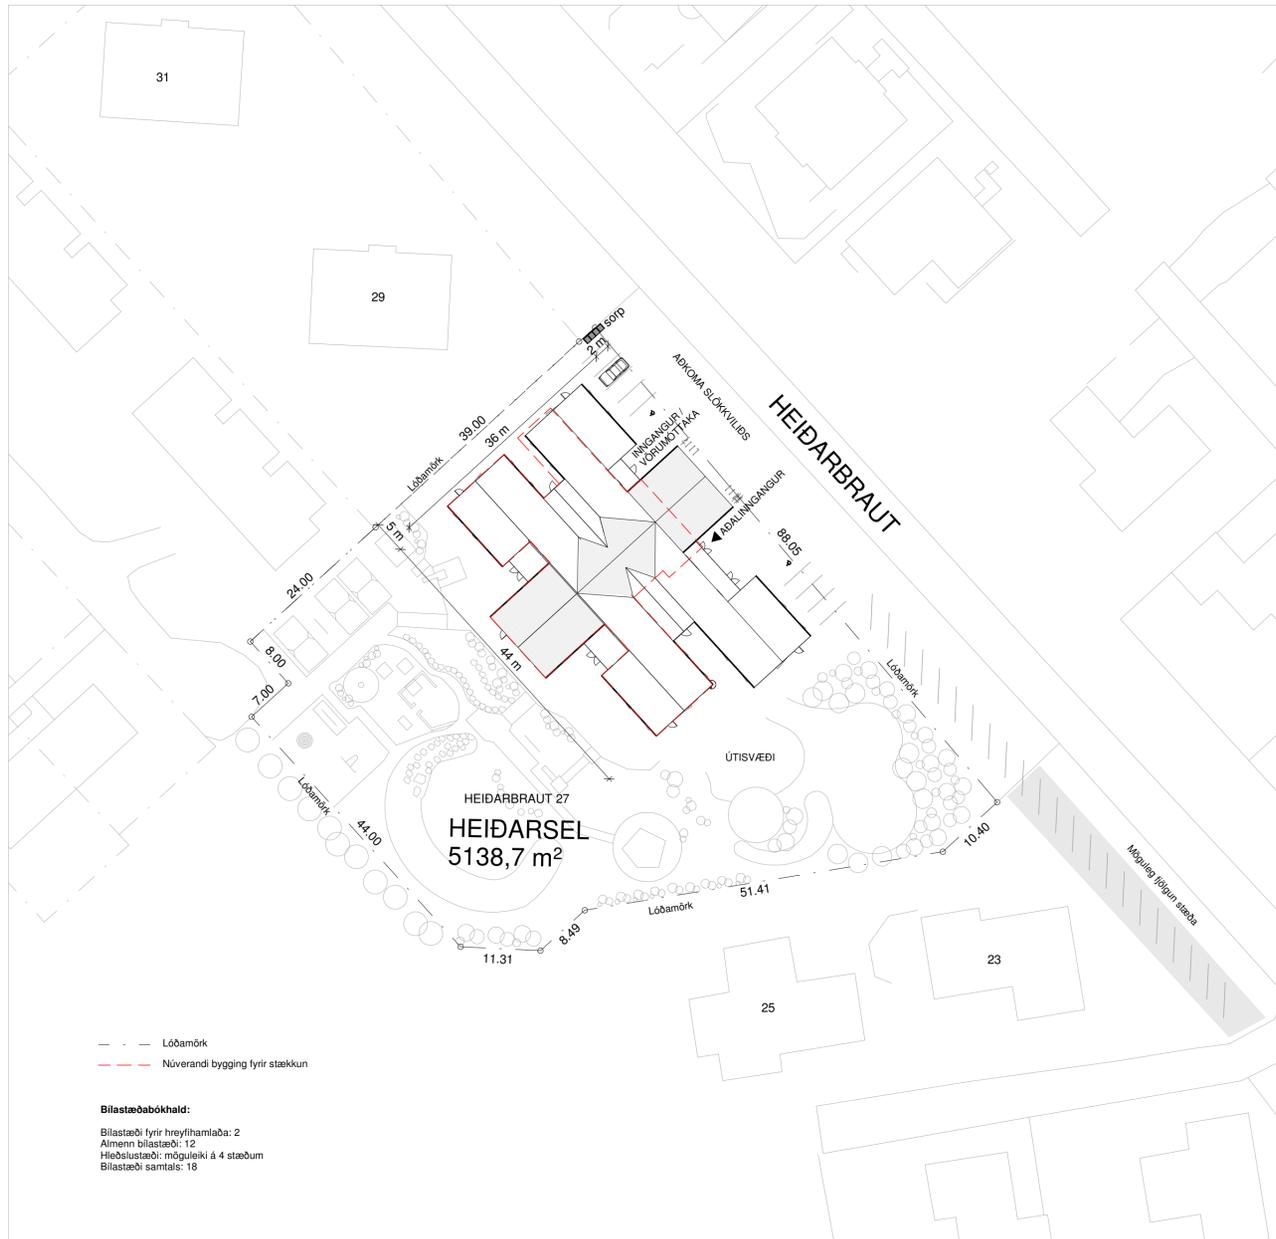 31
29
sorp
2 m
AÐKOMA SLÖKKVILIÐS
HEIÐARBRAUT
39.00
36 m
INNGANGUR /
VÖRUMÓTTAKA
Lóðamörk
AÐALINNGANGUR
5 m
88.05
24.00
8.00
44 m
Lóðamörk
7.00
ÚTISVÆÐI
Lóðamörk
HEIÐARBRAUT 27
HEIÐARSEL
5138,7 m²
44.00
10.40
Möguleg fjölgun stæða
51.41
Lóðamörk
8.49
11.31
23
25
Lóðamörk
Núverandi bygging fyrir stækkun
Bílastæðabókhald:
Bílastæði fyrir hreyfihamlaða: 2
Almenn bílastæði: 12
Hleðslustæði: möguleiki á 4 stæðum
Bílastæði samtals: 18